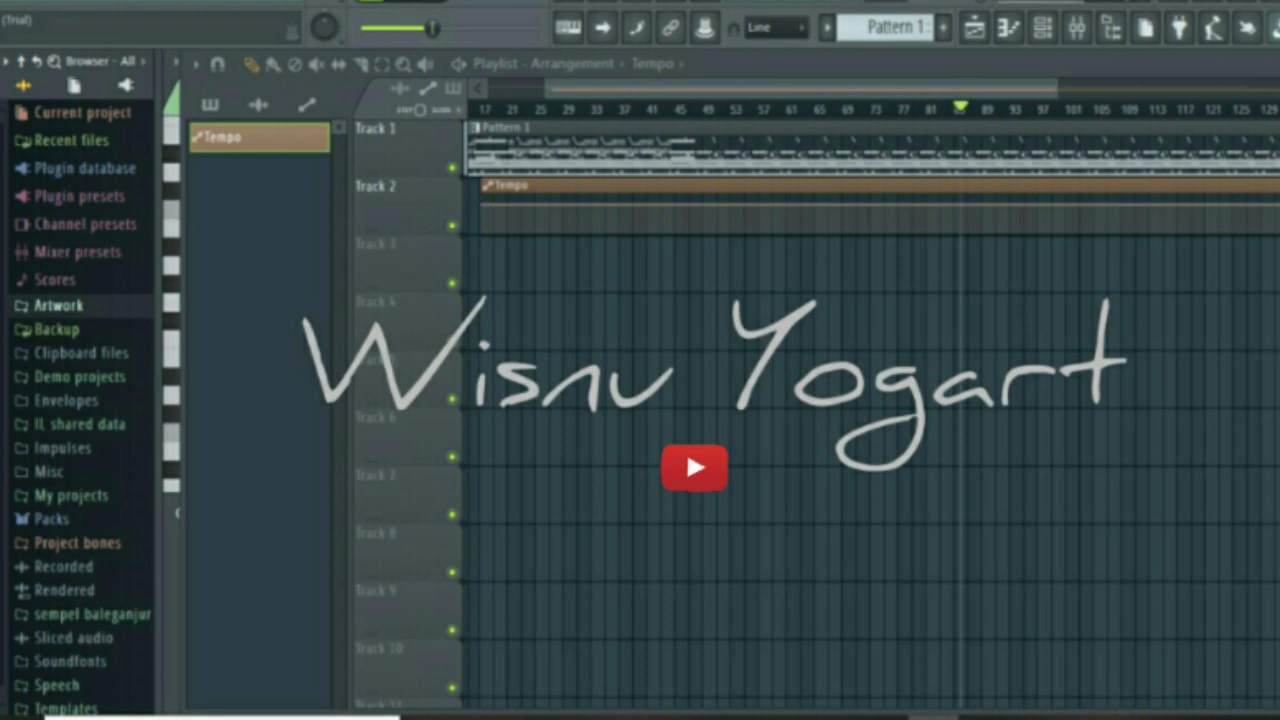 (Trial)
Line
Pattern 1
Browser - All
Playlist - Arrangement › Tempo ›
17 21 25 29 33 37 41 45 49 53 57 61 65 69 73 77 81 89 93 97 101 105 109 113 117 121 125 129
Current project
Recent files
Plugin database
Plugin presets
Channel presets
Mixer presets
Scores
Artwork
Backup
Clipboard files
Demo projects
Envelopes
IL shared data
Impulses
Misc
My projects
Packs
Project bones
Recorded
Rendered
sempel baleganjur
Sliced audio
Soundfonts
Speech
Templates
Tempo
Track 1
Pattern 1
Track 2
Tempo
Track 3
Track 4
Track 6
Track 7
Track 8
Track 9
Track 10
Track 11
Wisnu Yogart